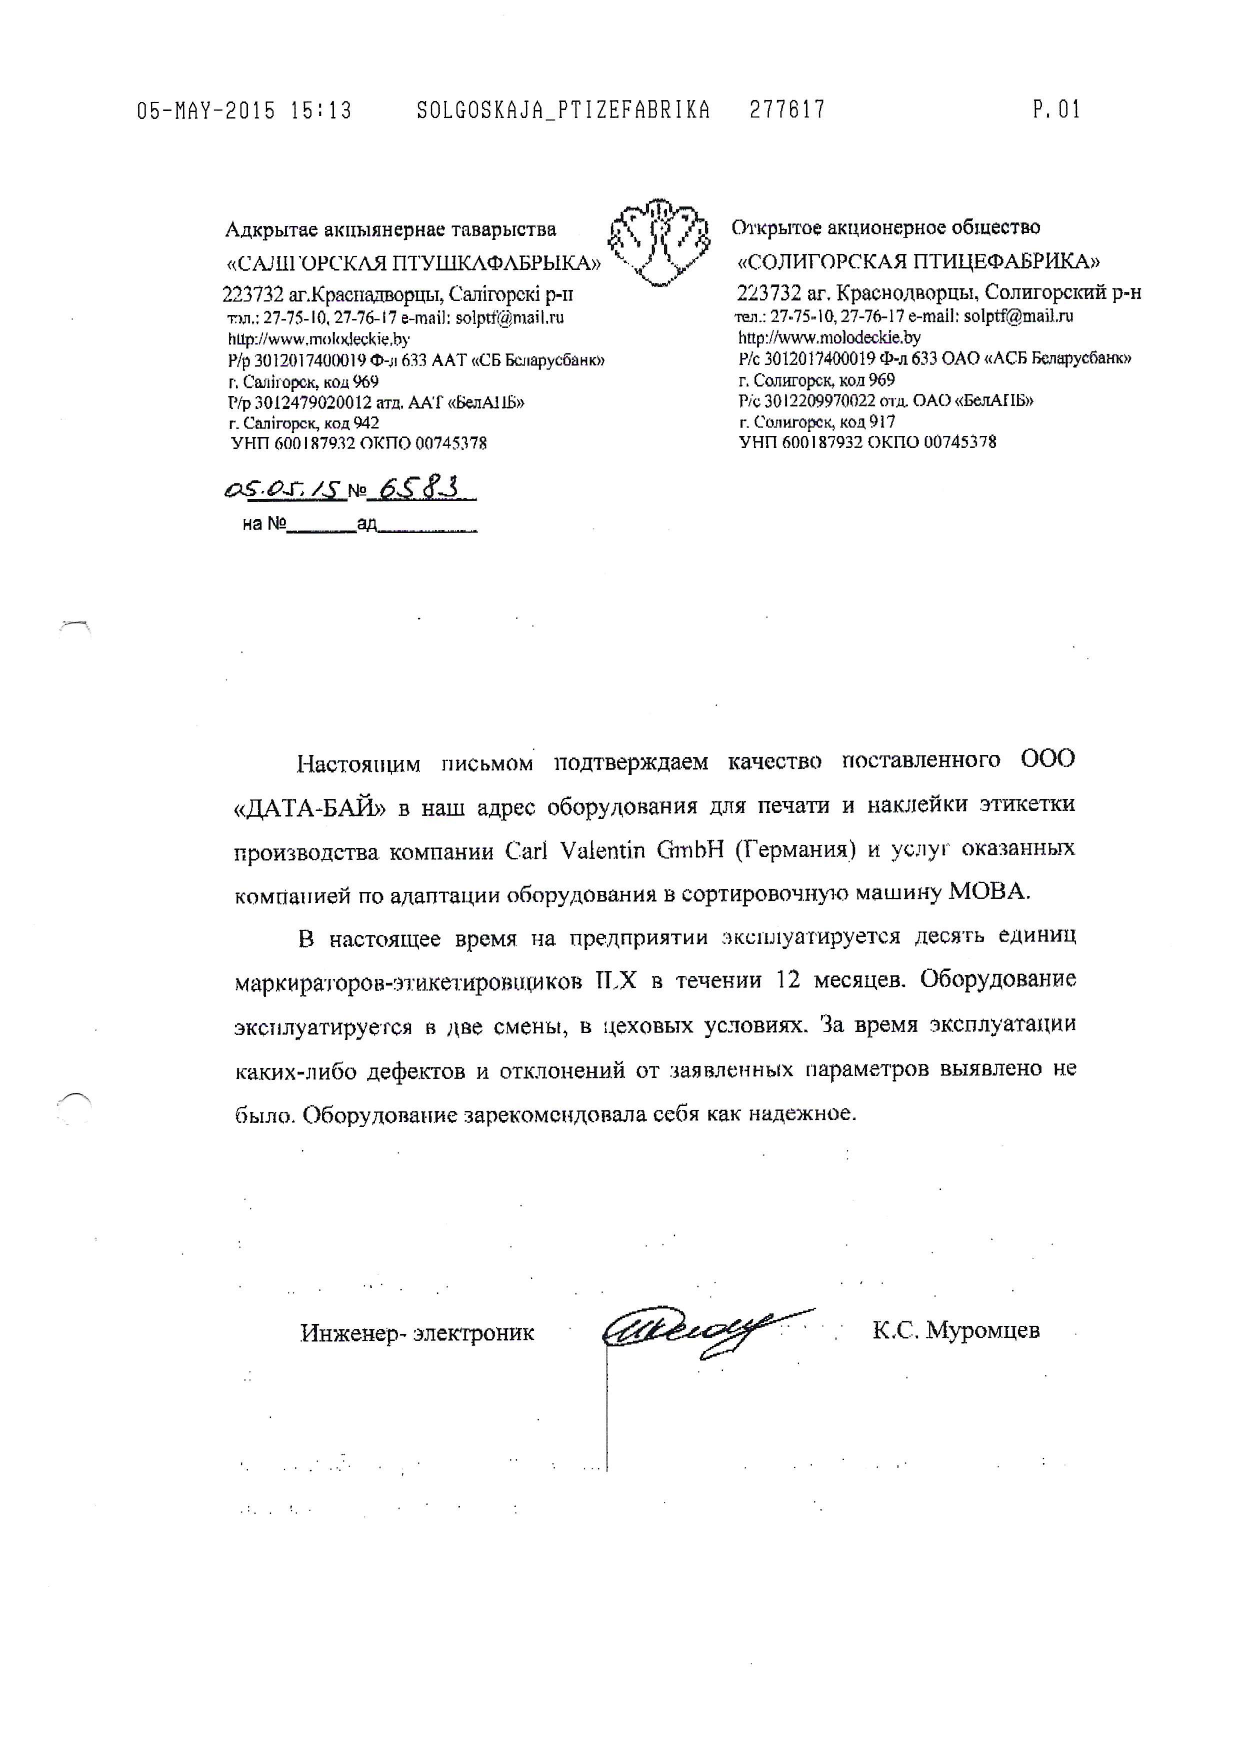 05-MAY-2015 15:13 SOLGOSKAJA_PTIZEFABRIKA 277617 P.01
Адкрытае акцыянернае таварыства
«САЛІГОРСКАЯ ПТУШКАФАБРЫКА»
223732 аг.Краснадворцы, Салігорскі р-н
тэл.: 27-75-10, 27-76-17 e-mail: solptf@mail.ru
http://www.molodeckie.by
Р/р 3012017400019 Ф-л 633 ААТ «СБ Беларусбанк»
г. Салігорск, код 969
Р/р 3012479020012 атд. ААТ «БелАПБ»
г. Салігорск, код 942
УНП 600187932 ОКПО 00745378
05.05.15 № 6583
на №______ад________
Открытое акционерное общество
«СОЛИГОРСКАЯ ПТИЦЕФАБРИКА»
223732 аг. Краснодворцы, Солигорский р-н
тел.: 27-75-10, 27-76-17 e-mail: solptf@mail.ru
http://www.molodeckie.by
Р/с 3012017400019 Ф-л 633 ОАО «АСБ Беларусбанк»
г. Солигорск, код 969
Р/с 3012209970022 отд. ОАО «БелАПБ»
г. Солигорск, код 917
УНП 600187932 ОКПО 00745378
Настоящим письмом подтверждаем качество поставленного ООО
«ДАТА-БАЙ» в наш адрес оборудования для печати и наклейки этикетки
производства компании Carl Valentin GmbH (Германия) и услуг оказанных
компанией по адаптации оборудования в сортировочную машину МОВА.
В настоящее время на предприятии эксплуатируется десять единиц
маркираторов-этикетировщиков в течении 12 месяцев. Оборудование
эксплуатируется в две смены, в цеховых условиях. За время эксплуатации
каких-либо дефектов и отклонений от заявленных параметров выявлено не
было. Оборудование зарекомендовала себя как надежное.
Инженер- электроник К.С. Муромцев